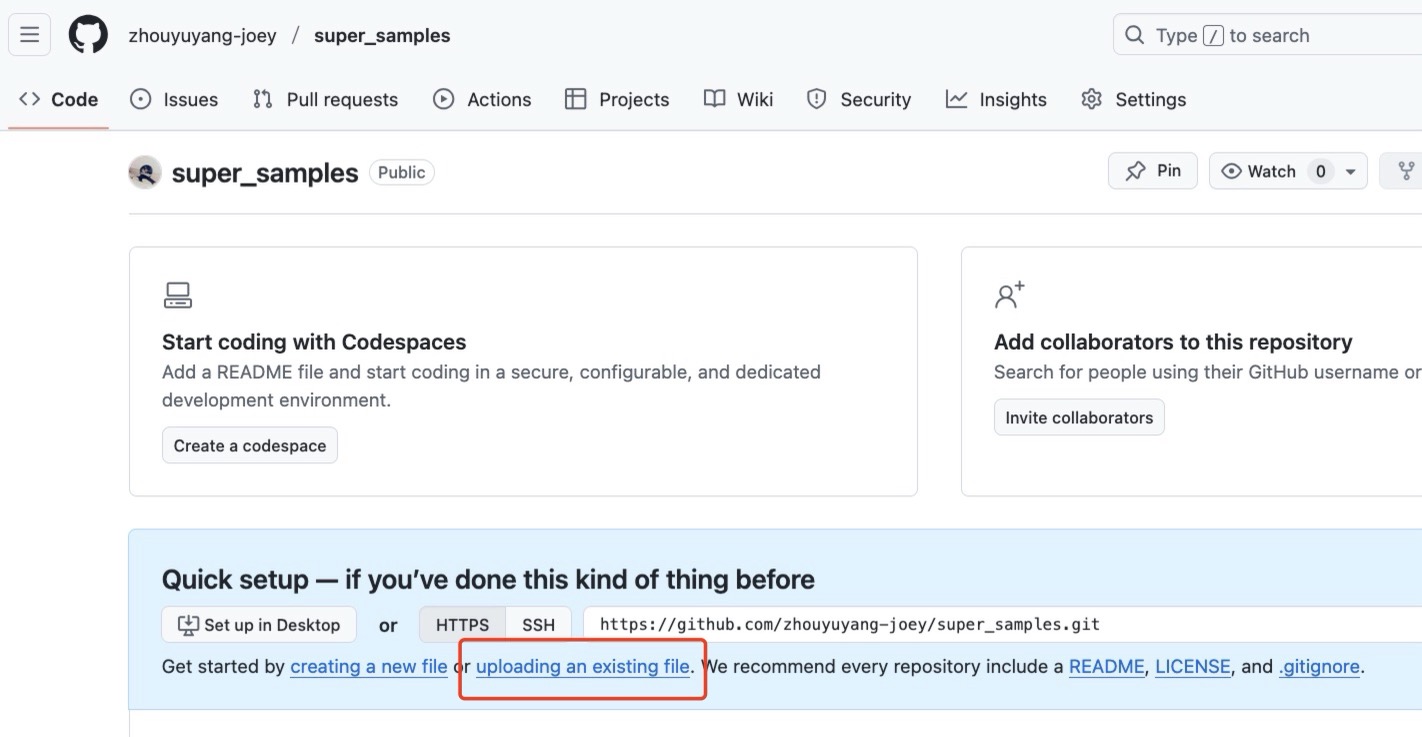 zhouyuyang-joey / super_samples
Type / to search
Code Issues Pull requests Actions Projects Wiki Security Insights Settings
super_samples Public
Pin Watch 0
Start coding with Codespaces
Add a README file and start coding in a secure, configurable, and dedicated
development environment.
Create a codespace
Add collaborators to this repository
Search for people using their GitHub username or
Invite collaborators
Quick setup — if you’ve done this kind of thing before
Set up in Desktop or HTTPS SSH https://github.com/zhouyuyang-joey/super_samples.git
Get started by creating a new file or uploading an existing file. We recommend every repository include a README, LICENSE, and .gitignore.